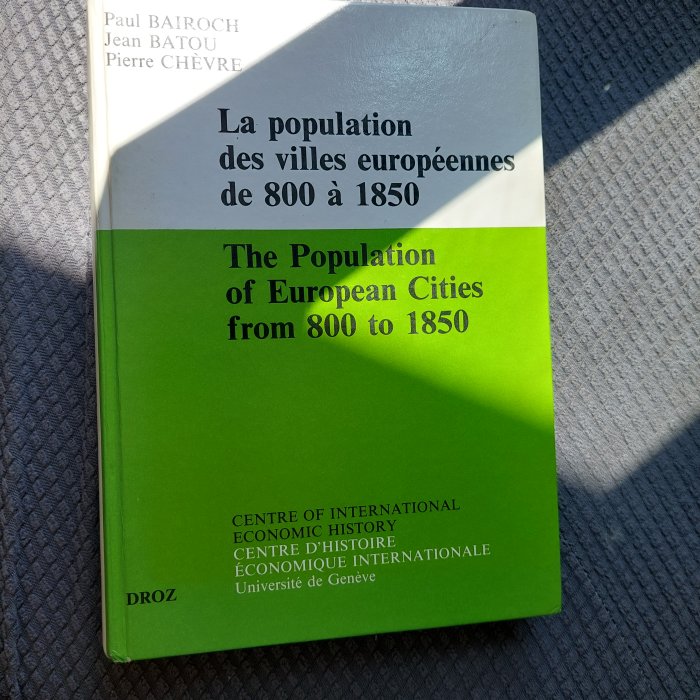 Paul BAIROCH
Jean BATOU
Pierre CHÈVRE
La population
des villes européennes
de 800 à 1850
The Population
of European Cities
from 800 to 1850
CENTRE OF INTERNATIONAL
ECONOMIC HISTORY
CENTRE D'HISTOIRE
ÉCONOMIQUE INTERNATIONALE
Université de Genève
DROZ